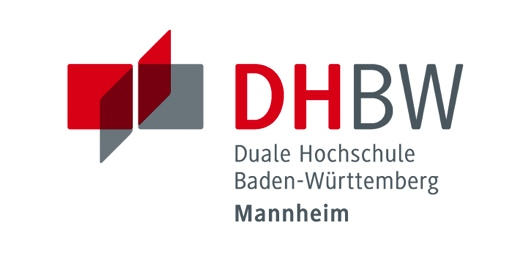 DHBW
Duale Hochschule
Baden-Württemberg
Mannheim